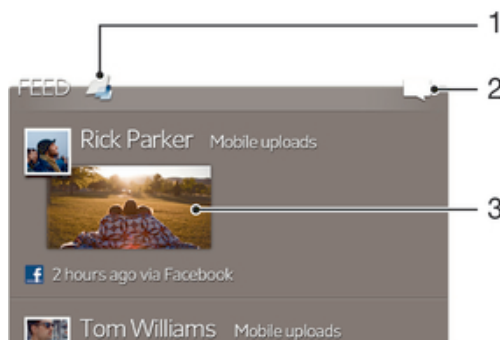 1
FEED
2
Rick Parker Mobile uploads
3
f 2 hours ago via Facebook
Tom Williams Mobile uploads